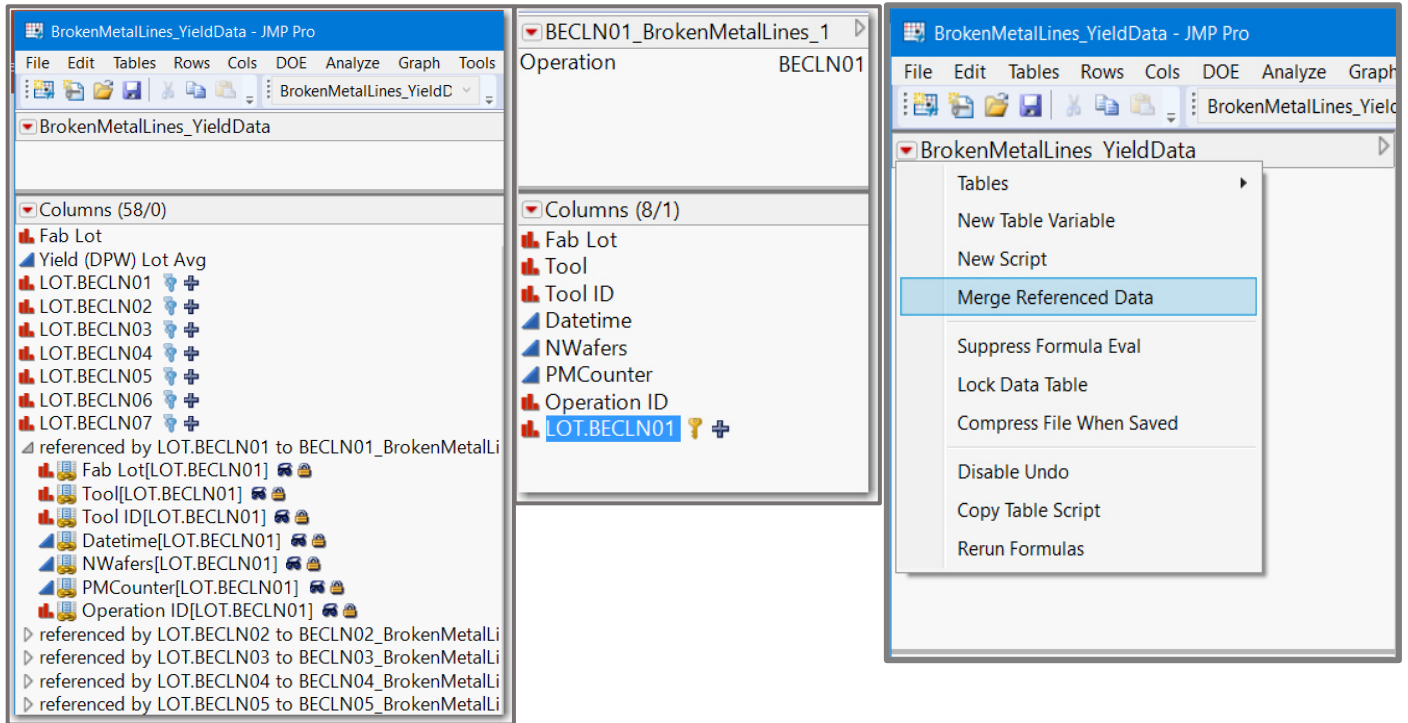 BrokenMetalLines_YieldData - JMP Pro
File Edit Tables Rows Cols DOE Analyze Graph Tools
BrokenMetalLines_YieldD
BrokenMetalLines_YieldData
Columns (58/0)
Fab Lot
Yield (DPW) Lot Avg
LOT.BECLN01
LOT.BECLN02
LOT.BECLN03
LOT.BECLN04
LOT.BECLN05
LOT.BECLN06
LOT.BECLN07
referenced by LOT.BECLN01 to BECLN01_BrokenMetalLi
Fab Lot[LOT.BECLN01]
Tool[LOT.BECLN01]
Tool ID[LOT.BECLN01]
Datetime[LOT.BECLN01]
NWafers[LOT.BECLN01]
PMCounter[LOT.BECLN01]
Operation ID[LOT.BECLN01]
referenced by LOT.BECLN02 to BECLN02_BrokenMetalLi
referenced by LOT.BECLN03 to BECLN03_BrokenMetalLi
referenced by LOT.BECLN04 to BECLN04_BrokenMetalLi
referenced by LOT.BECLN05 to BECLN05_BrokenMetalLi
BECLN01_BrokenMetalLines_1
Operation BECLN01
Columns (8/1)
Fab Lot
Tool
Tool ID
Datetime
NWafers
PMCounter
Operation ID
LOT.BECLN01
BrokenMetalLines_YieldData - JMP Pro
File Edit Tables Rows Cols DOE Analyze Graph
BrokenMetalLines_Yield
BrokenMetalLines_YieldData
Tables
New Table Variable
New Script
Merge Referenced Data
Suppress Formula Eval
Lock Data Table
Compress File When Saved
Disable Undo
Copy Table Script
Rerun Formulas